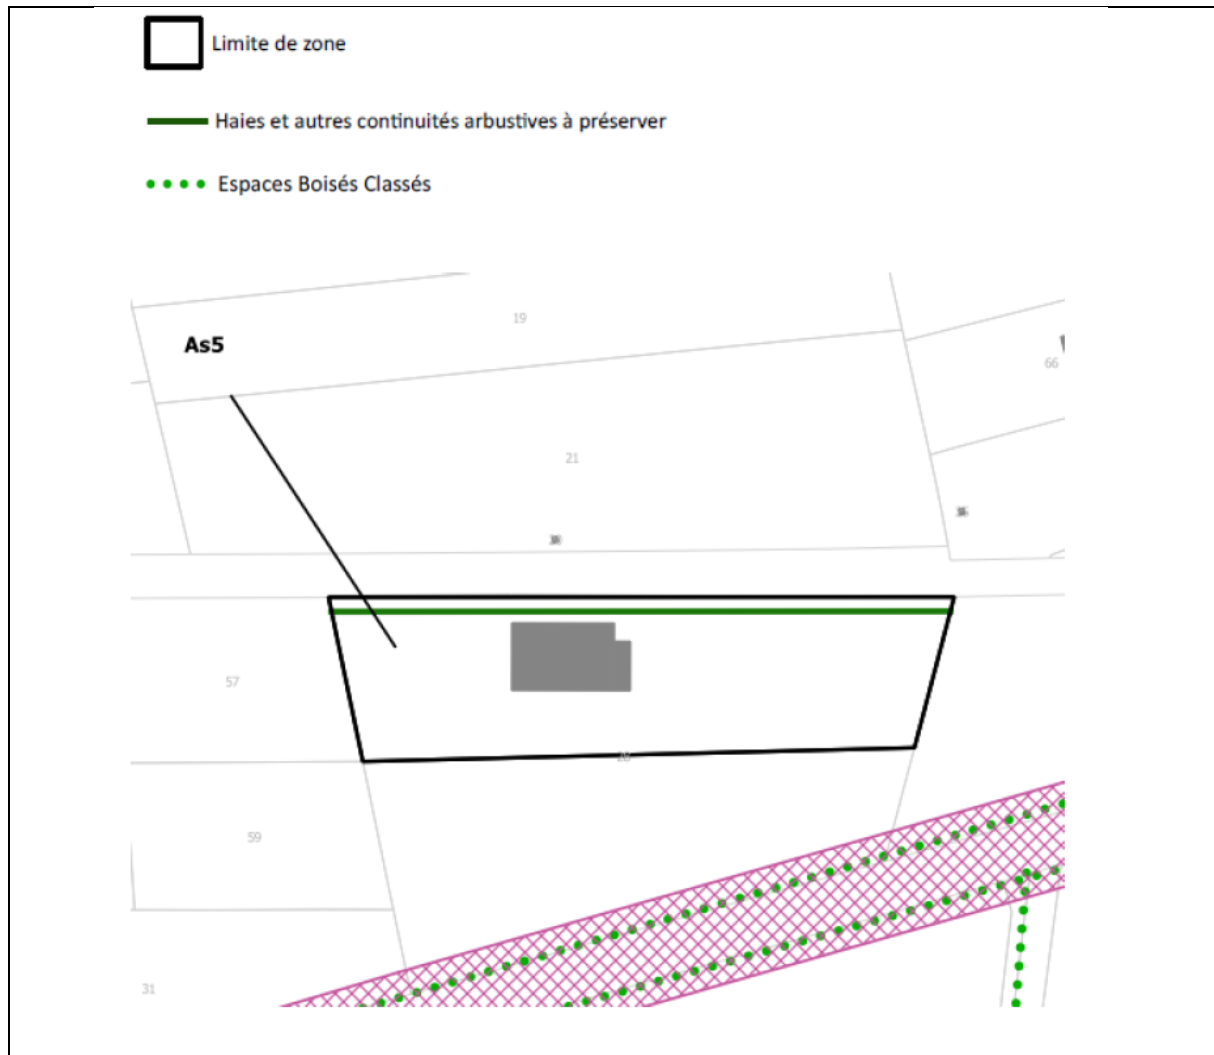 Limite de zone
Haies et autres continuités arbustives à préserver
Espaces Boisés Classés
19
As5
66
21
57
59
31